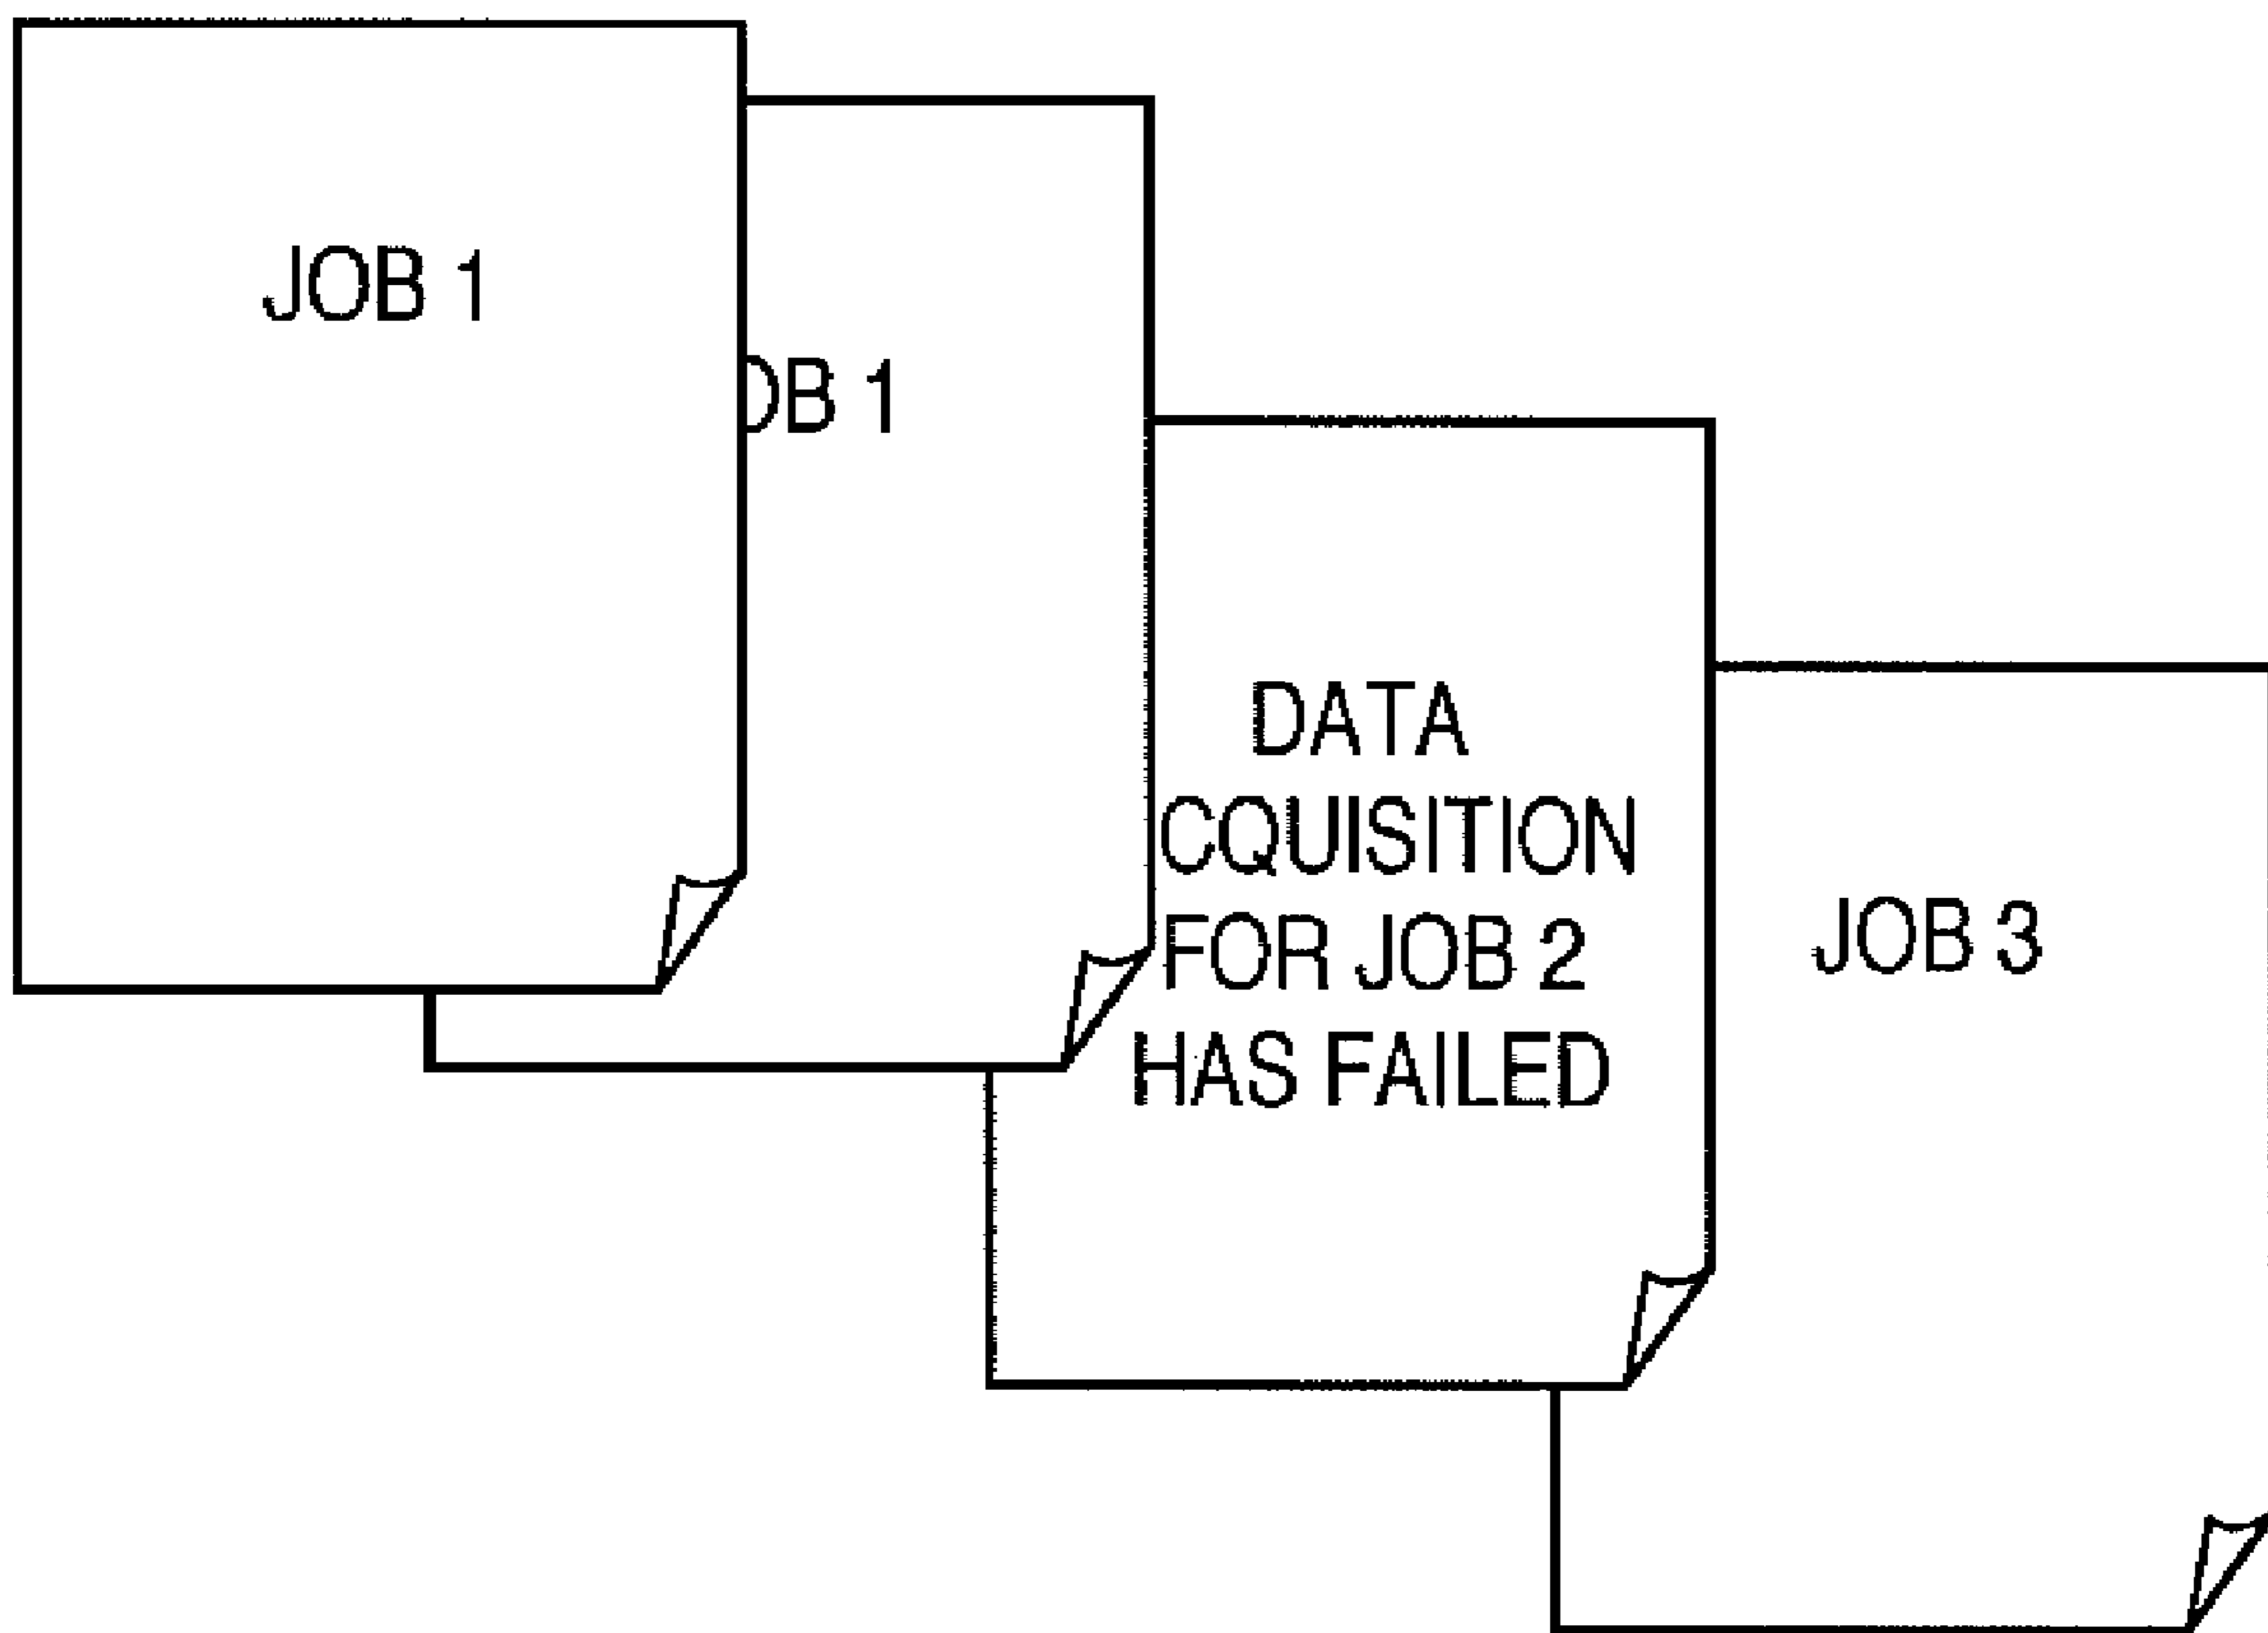 JOB 1
OB 1
DATA
CQUISITION
FOR JOB 2
HAS FAILED
JOB 3